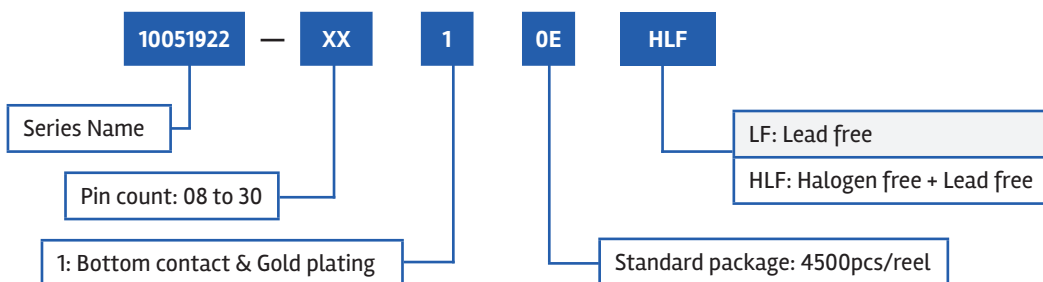 10051922 — XX 1 0E HLF
Series Name
LF: Lead free
HLF: Halogen free + Lead free
Pin count: 08 to 30
1: Bottom contact & Gold plating
Standard package: 4500pcs/reel